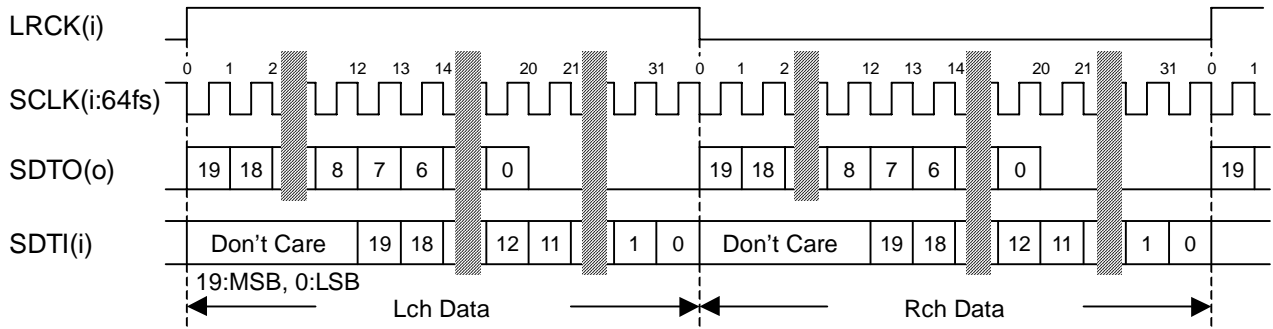 LRCK(i)
0 1 2 12 13 14 20 21 31 0 1 2 12 13 14 20 21 31 0 1
SCLK(i:64fs)
SDTO(o) 19 18 8 7 6 0 19 18 8 7 6 0 19
SDTI(i) Don't Care 19 18 12 11 1 0 Don't Care 19 18 12 11 1 0
19:MSB, 0:LSB
Lch Data Rch Data